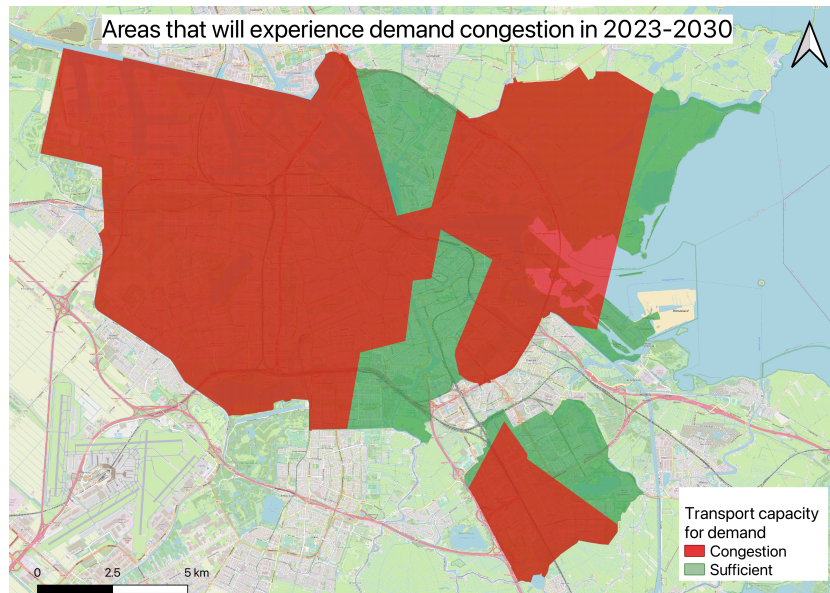 Areas that will experience demand congestion in 2023-2030
Transport capacity
for demand
Congestion
Sufficient
0 2.5 5 km